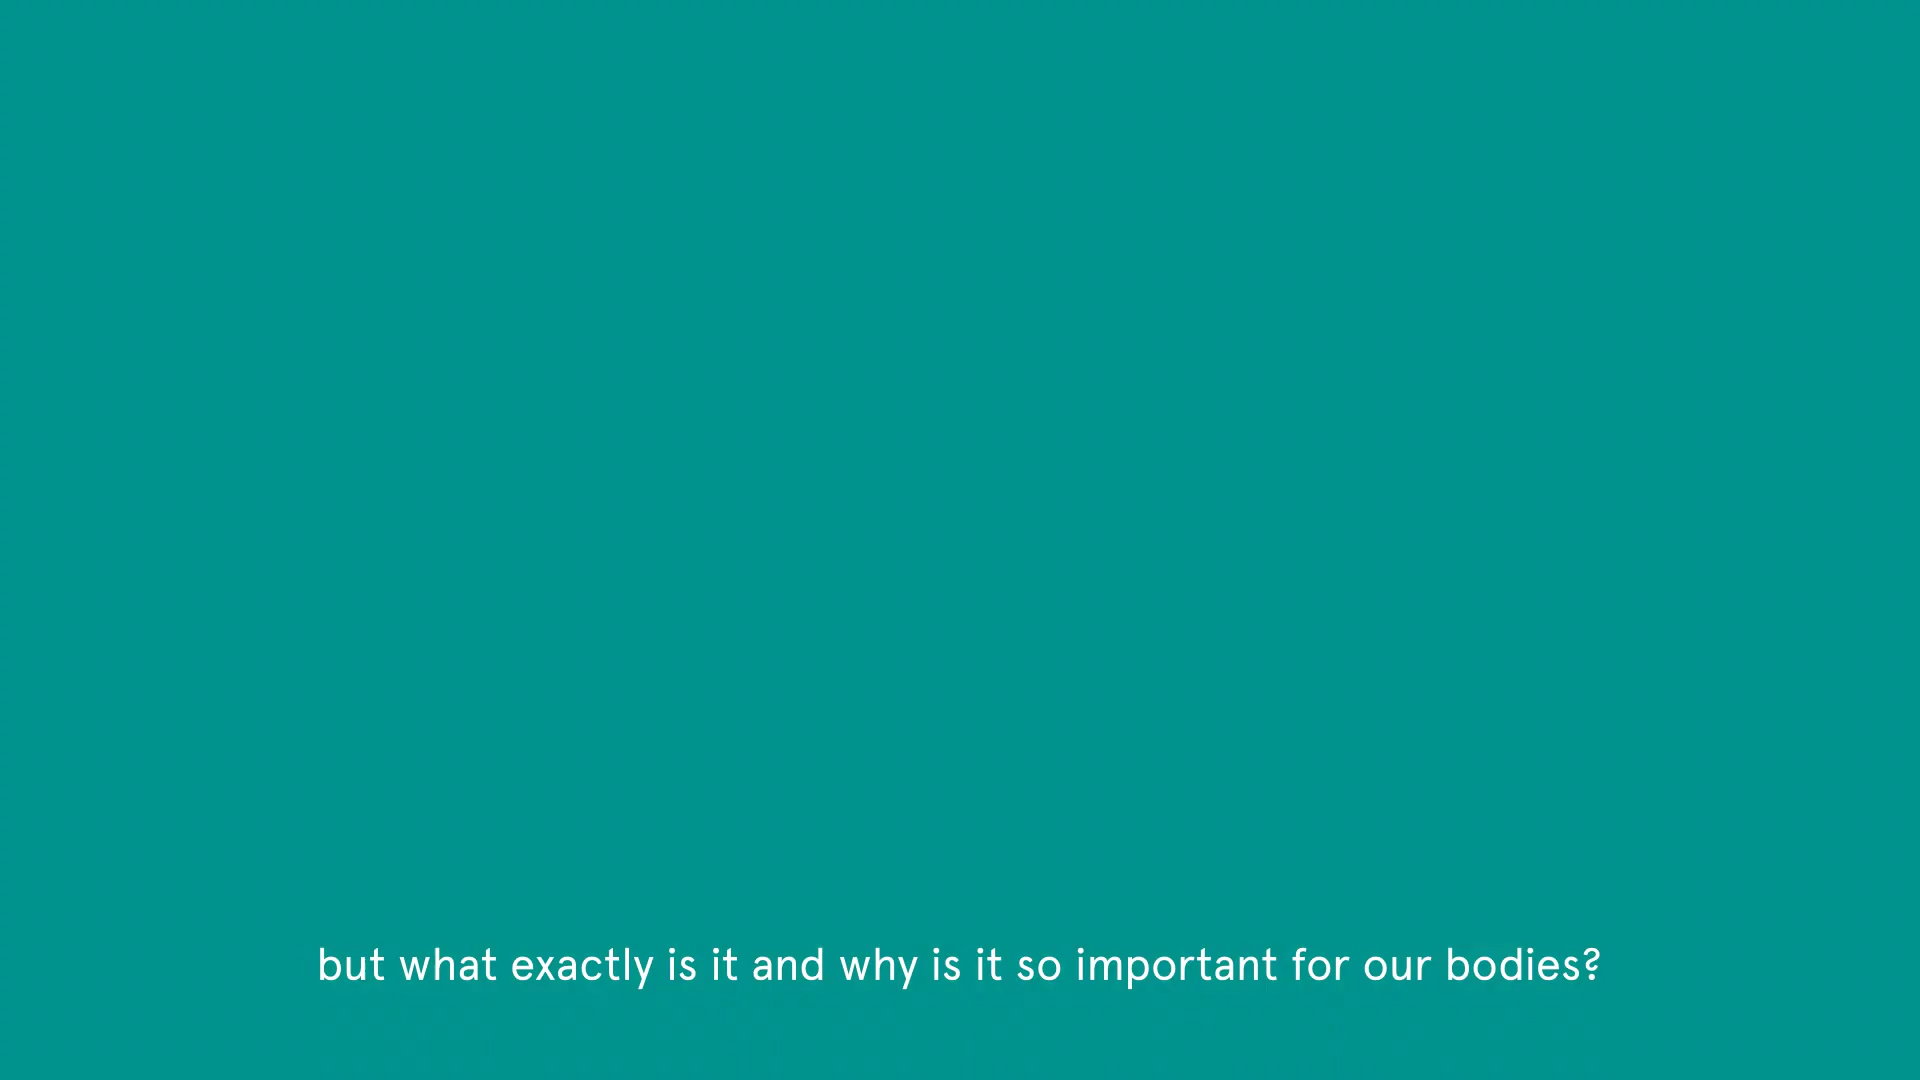 but what exactly is it and why is it so important for our bodies?